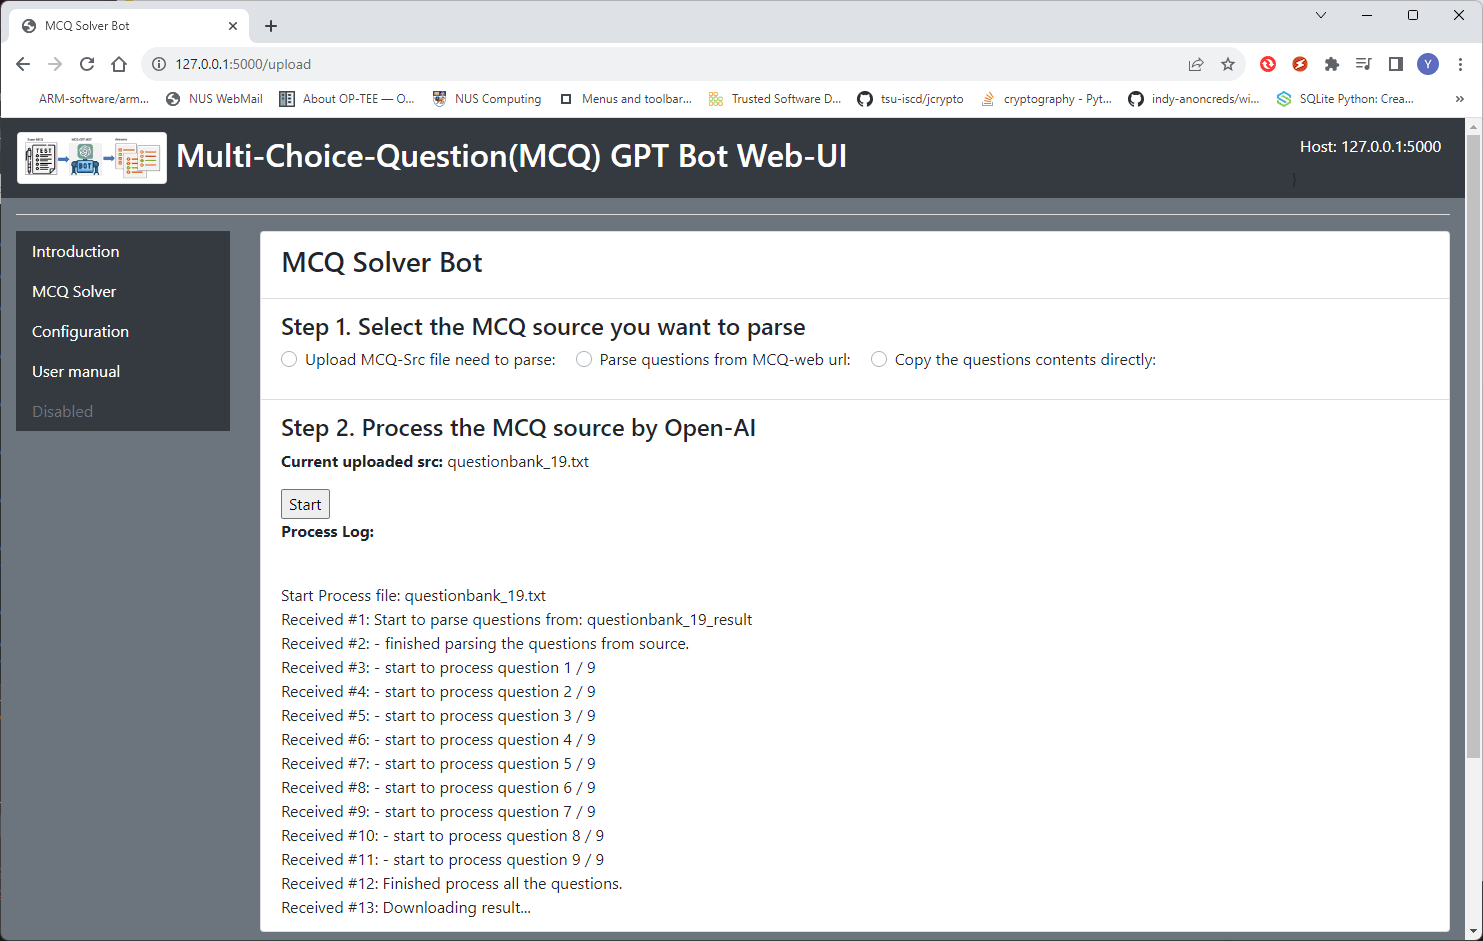 MCQ Solver Bot
127.0.0.1:5000/upload
Y
ARM-software/arm... NUS WebMail About OP-TEE — O... NUS Computing Menus and toolbar... Trusted Software D... tsu-iscd/jcrypto cryptography - Pyt... indy-anoncreds/wi... SQLite Python: Crea... »
TEST
BOT
Multi-Choice-Question(MCQ) GPT Bot Web-UI
Host: 127.0.0.1:5000
}
Introduction
MCQ Solver
Configuration
User manual
Disabled
MCQ Solver Bot
Step 1. Select the MCQ source you want to parse
Upload MCQ-Src file need to parse: Parse questions from MCQ-web url: Copy the questions contents directly:
Step 2. Process the MCQ source by Open-AI
Current uploaded src: questionbank_19.txt
Start
Process Log:
Start Process file: questionbank_19.txt
Received #1: Start to parse questions from: questionbank_19_result
Received #2: - finished parsing the questions from source.
Received #3: - start to process question 1 / 9
Received #4: - start to process question 2 / 9
Received #5: - start to process question 3 / 9
Received #6: - start to process question 4 / 9
Received #7: - start to process question 5 / 9
Received #8: - start to process question 6 / 9
Received #9: - start to process question 7 / 9
Received #10: - start to process question 8 / 9
Received #11: - start to process question 9 / 9
Received #12: Finished process all the questions.
Received #13: Downloading result...